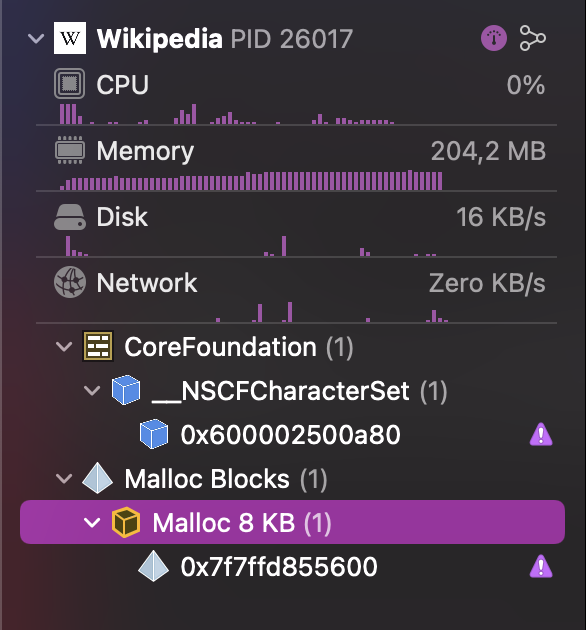 W Wikipedia PID 26017
CPU 0%
Memory 204,2 MB
Disk 16 KB/s
Network Zero KB/s
CoreFoundation (1)
__NSCFCharacterSet (1)
0x600002500a80
Malloc Blocks (1)
Malloc 8 KB (1)
0x7f7ffd855600